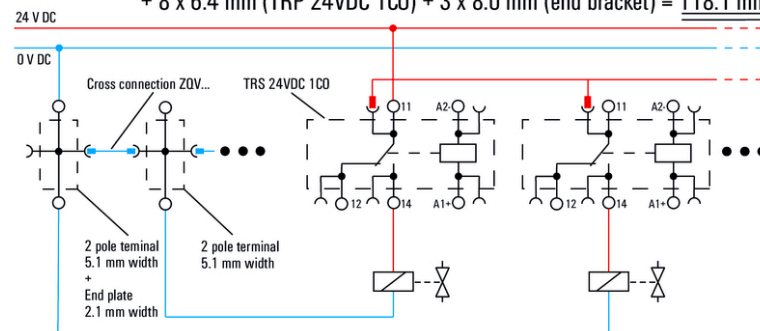 + 8 x 6.4 mm (TRP 24VDC 1CO) + 3 x 8.0 mm (end bracket) = 118.1 mm
24 V DC
0 V DC
Cross connection ZQV...
TRS 24VDC 1CO
11
A2-
11
A2-
12
14
A1+
12
14
A1+
2 pole teminal
5.1 mm width
+
End plate
2.1 mm width
2 pole terminal
5.1 mm width